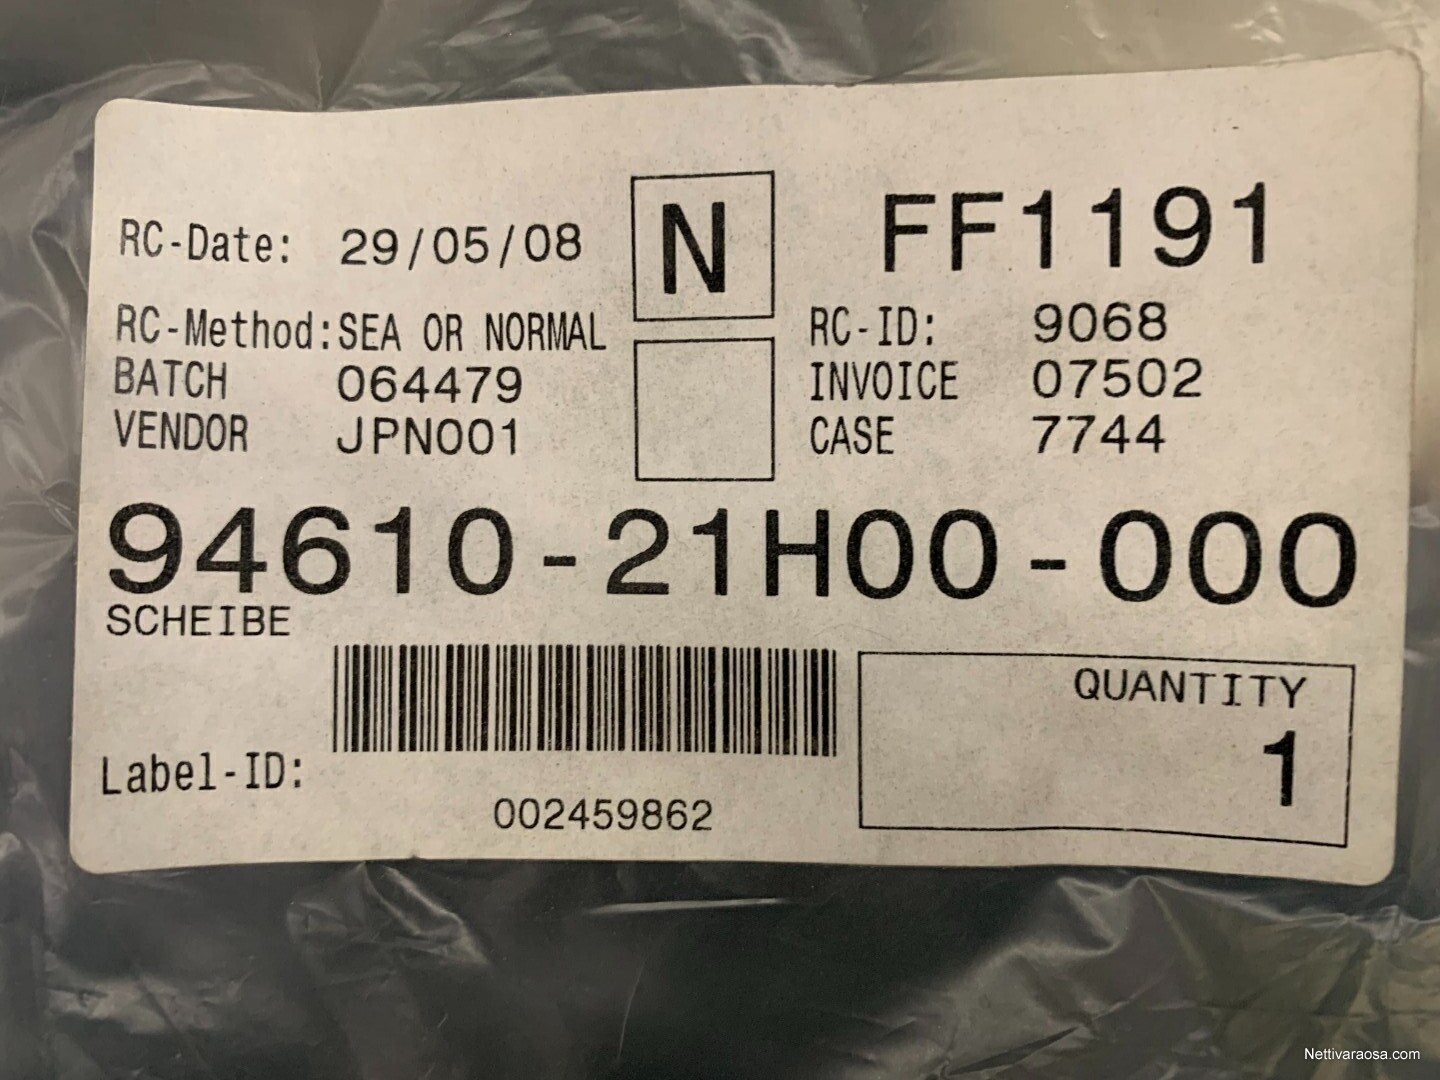 RC-Date: 29/05/08
N
FF1191
RC-Method:SEA OR NORMAL
BATCH 064479
VENDOR JPN001
RC-ID: 9068
INVOICE 07502
CASE 7744
94610-21H00-000
SCHEIBE
QUANTITY
1
Label-ID:
002459862
Nettivaraosa.com